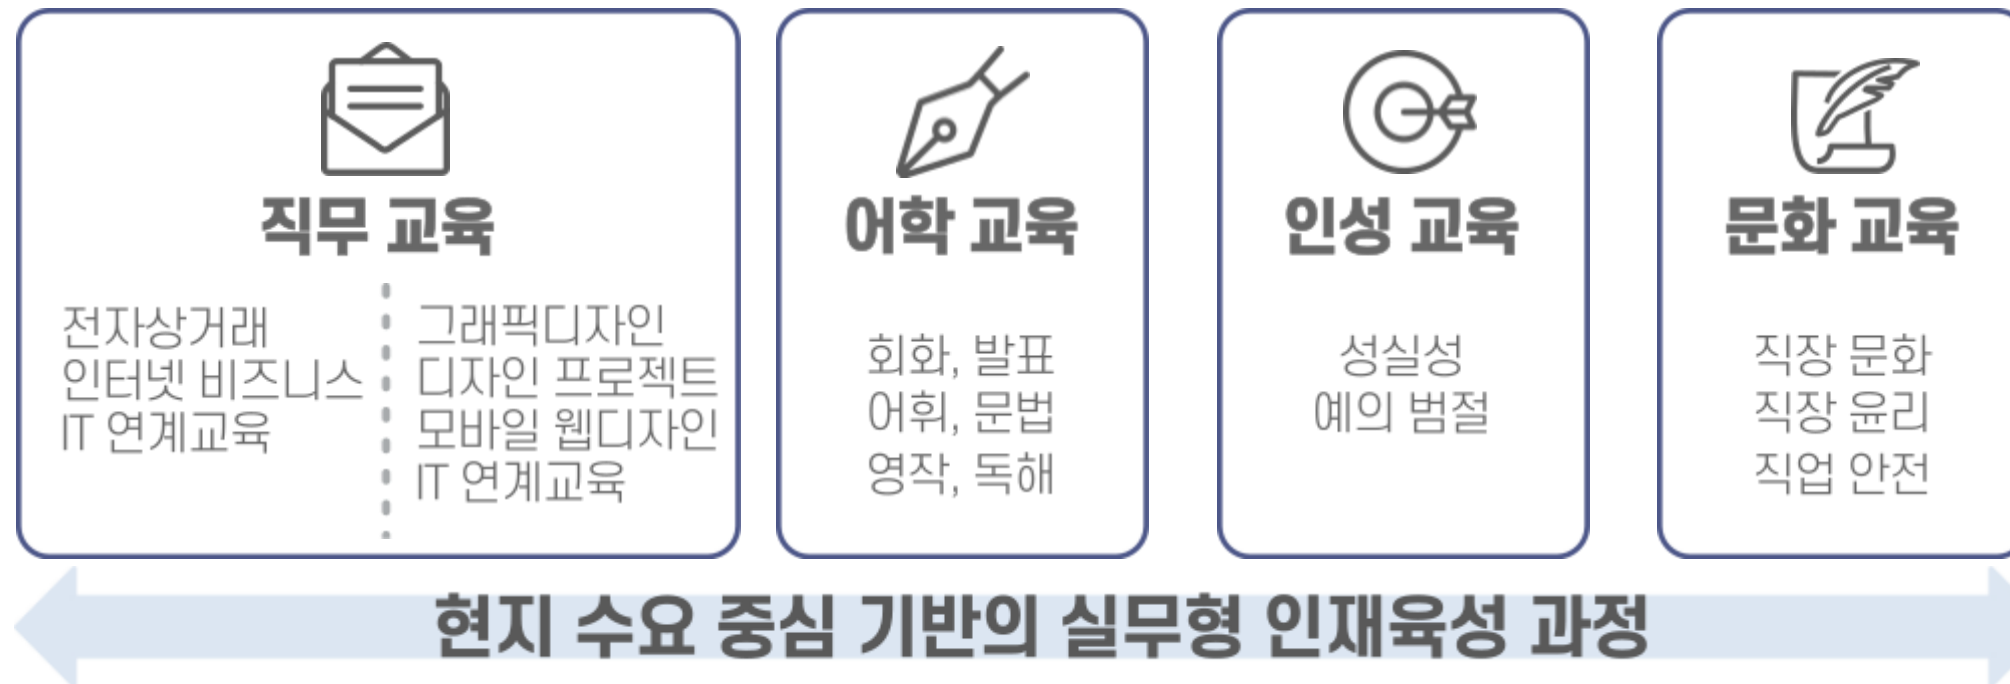 직무 교육
전자상거래
인터넷 비즈니스
IT 연계교육
그래픽디자인
디자인 프로젝트
모바일 웹디자인
IT 연계교육
어학 교육
회화, 발표
어휘, 문법
영작, 독해
인성 교육
성실성
예의 범절
문화 교육
직장 문화
직장 윤리
직업 안전
현지 수요 중심 기반의 실무형 인재육성 과정